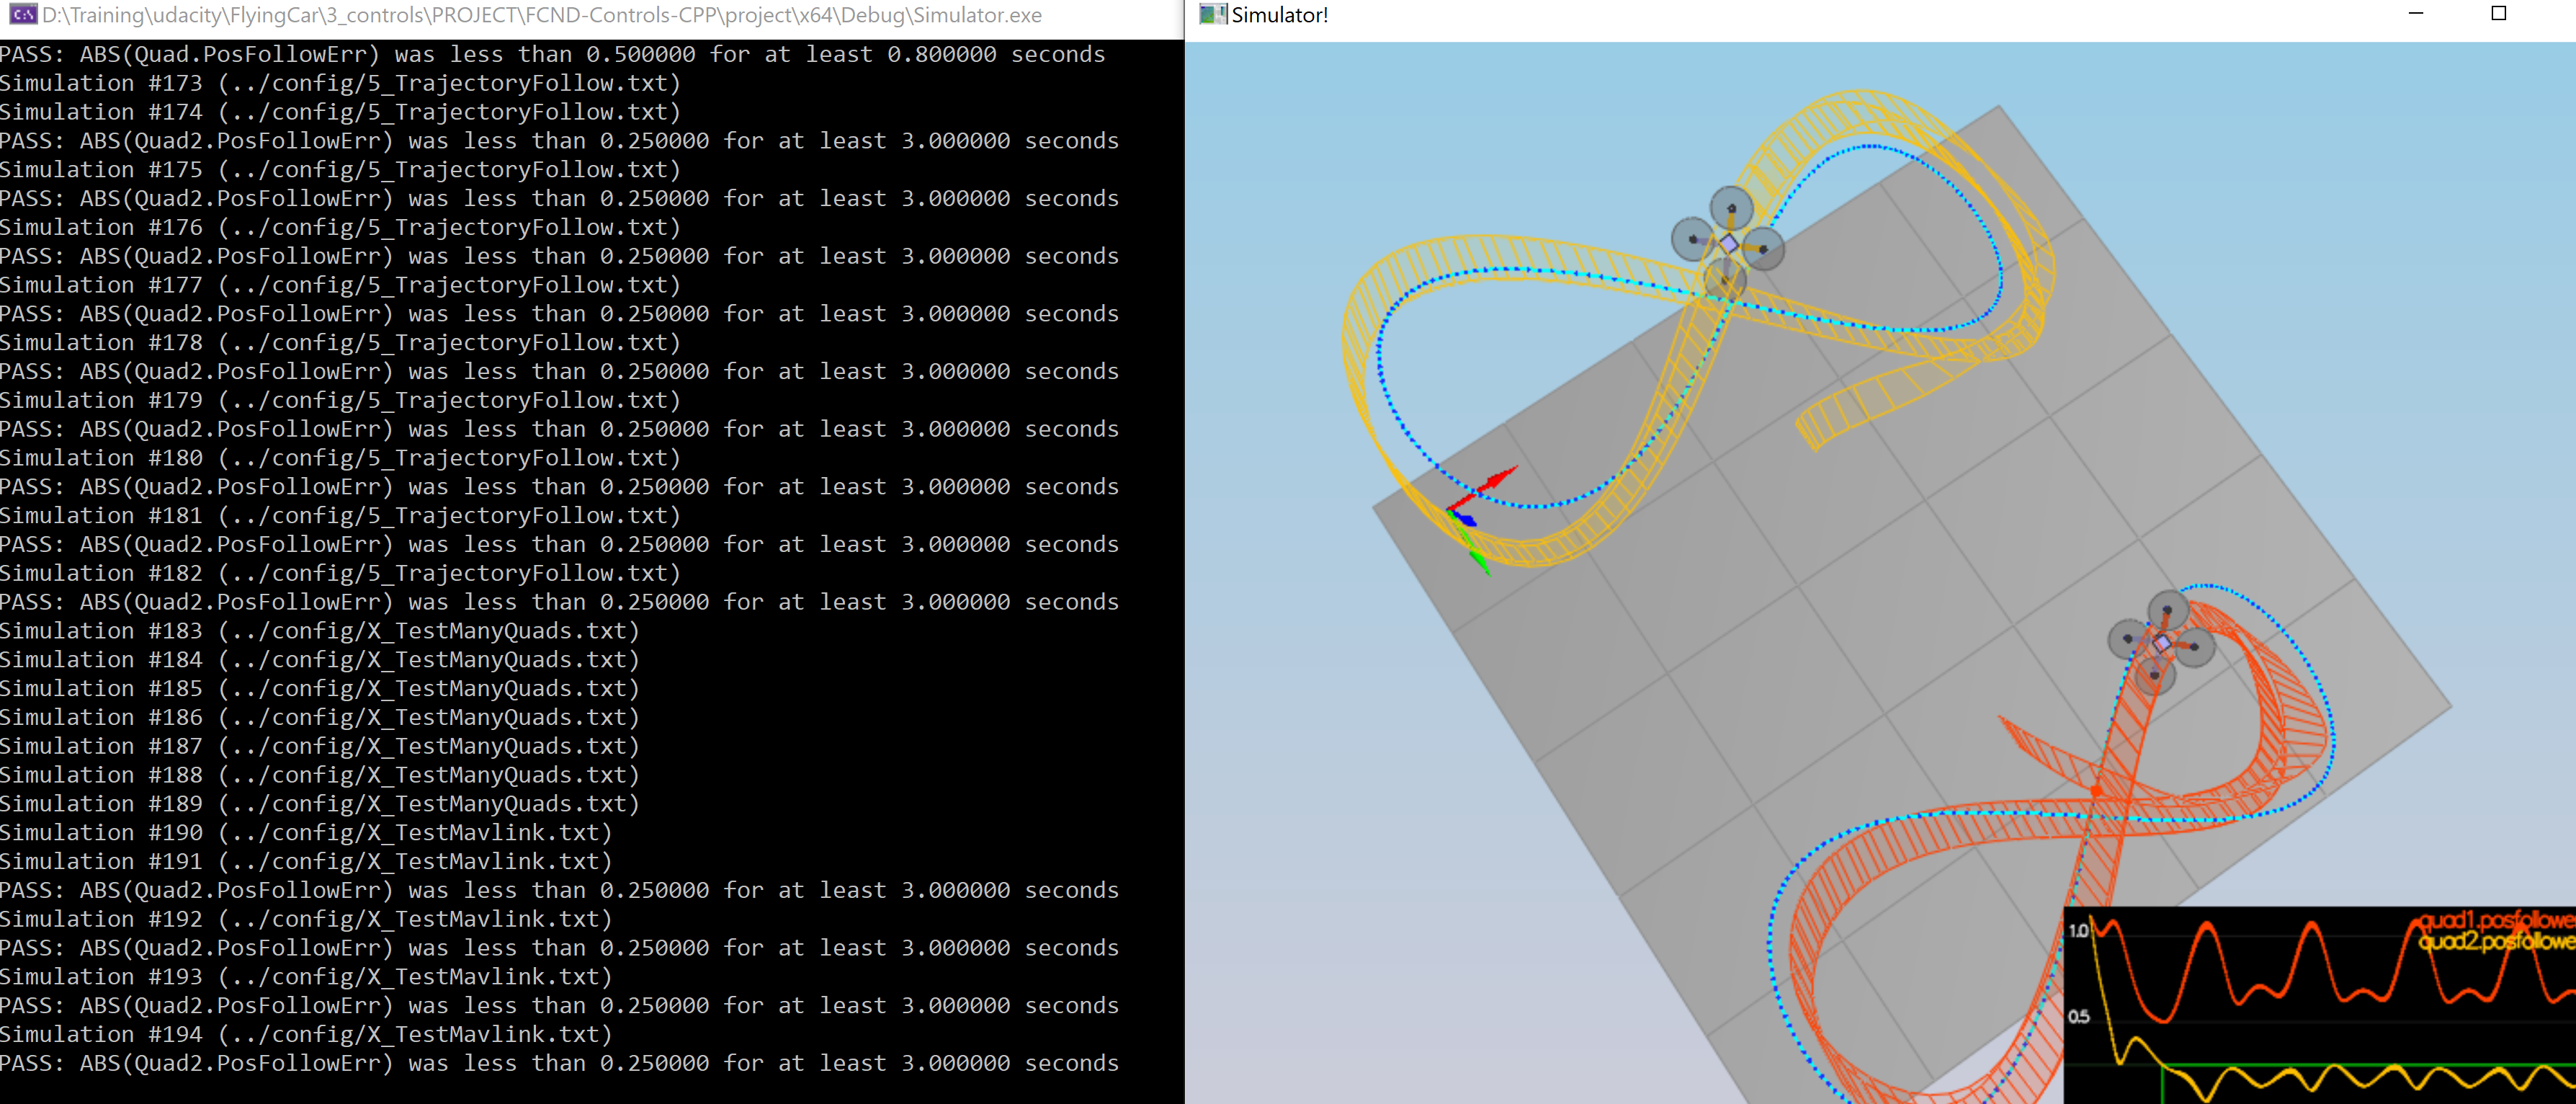 D:\Training\udacity\FlyingCar\3_controls\PROJECT\FCND-Controls-CPP\project\x64\Debug\Simulator.exe
PASS: ABS(Quad.PosFollowErr) was less than 0.500000 for at least 0.800000 seconds
Simulation #173 (../config/5_TrajectoryFollow.txt)
Simulation #174 (../config/5_TrajectoryFollow.txt)
PASS: ABS(Quad2.PosFollowErr) was less than 0.250000 for at least 3.000000 seconds
Simulation #175 (../config/5_TrajectoryFollow.txt)
PASS: ABS(Quad2.PosFollowErr) was less than 0.250000 for at least 3.000000 seconds
Simulation #176 (../config/5_TrajectoryFollow.txt)
PASS: ABS(Quad2.PosFollowErr) was less than 0.250000 for at least 3.000000 seconds
Simulation #177 (../config/5_TrajectoryFollow.txt)
PASS: ABS(Quad2.PosFollowErr) was less than 0.250000 for at least 3.000000 seconds
Simulation #178 (../config/5_TrajectoryFollow.txt)
PASS: ABS(Quad2.PosFollowErr) was less than 0.250000 for at least 3.000000 seconds
Simulation #179 (../config/5_TrajectoryFollow.txt)
PASS: ABS(Quad2.PosFollowErr) was less than 0.250000 for at least 3.000000 seconds
Simulation #180 (../config/5_TrajectoryFollow.txt)
PASS: ABS(Quad2.PosFollowErr) was less than 0.250000 for at least 3.000000 seconds
Simulation #181 (../config/5_TrajectoryFollow.txt)
PASS: ABS(Quad2.PosFollowErr) was less than 0.250000 for at least 3.000000 seconds
Simulation #182 (../config/5_TrajectoryFollow.txt)
PASS: ABS(Quad2.PosFollowErr) was less than 0.250000 for at least 3.000000 seconds
Simulation #183 (../config/X_TestManyQuads.txt)
Simulation #184 (../config/X_TestManyQuads.txt)
Simulation #185 (../config/X_TestManyQuads.txt)
Simulation #186 (../config/X_TestManyQuads.txt)
Simulation #187 (../config/X_TestManyQuads.txt)
Simulation #188 (../config/X_TestManyQuads.txt)
Simulation #189 (../config/X_TestManyQuads.txt)
Simulation #190 (../config/X_TestMavlink.txt)
Simulation #191 (../config/X_TestMavlink.txt)
PASS: ABS(Quad2.PosFollowErr) was less than 0.250000 for at least 3.000000 seconds
Simulation #192 (../config/X_TestMavlink.txt)
PASS: ABS(Quad2.PosFollowErr) was less than 0.250000 for at least 3.000000 seconds
Simulation #193 (../config/X_TestMavlink.txt)
PASS: ABS(Quad2.PosFollowErr) was less than 0.250000 for at least 3.000000 seconds
Simulation #194 (../config/X_TestMavlink.txt)
PASS: ABS(Quad2.PosFollowErr) was less than 0.250000 for at least 3.000000 seconds
Simulator!
quad1.posfollowe
quad2.posfollowe
1.0
0.5